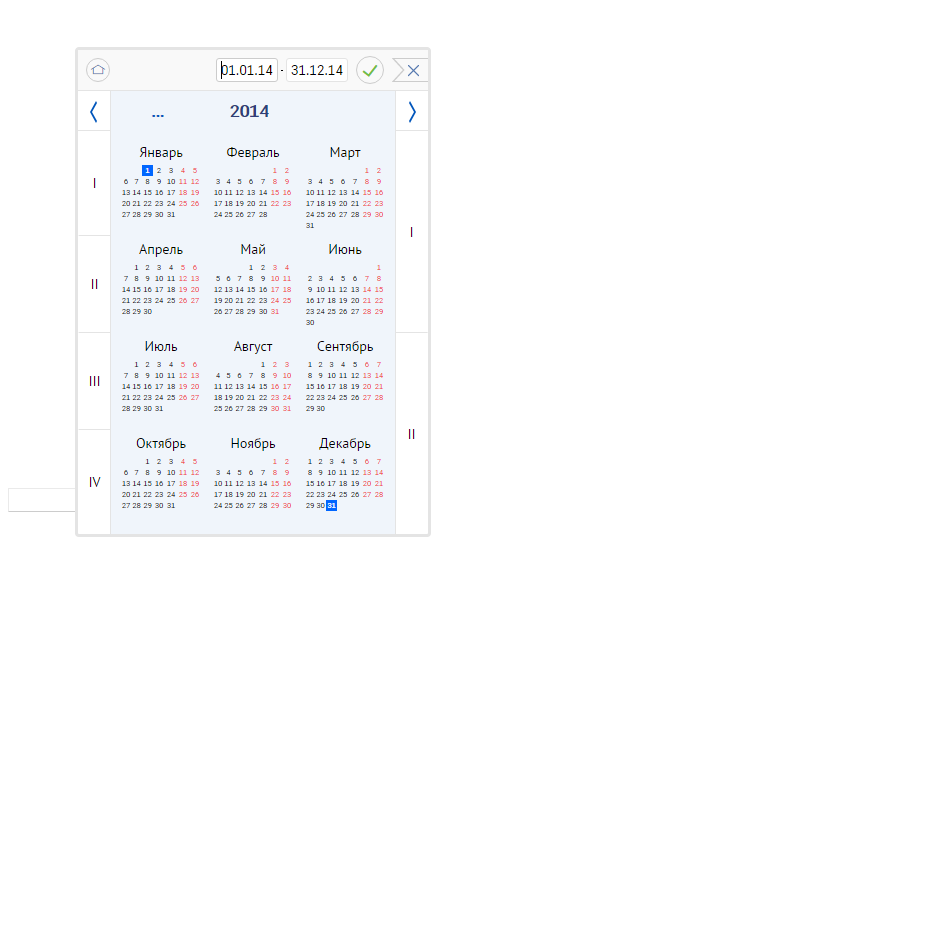 01.01.14 - 31.12.14
... 2014
Январь Февраль Март
1 2 3 4 5 1 2 1 2
6 7 8 9 10 11 12 3 4 5 6 7 8 9 3 4 5 6 7 8 9
I
13 14 15 16 17 18 19 10 11 12 13 14 15 16 10 11 12 13 14 15 16
20 21 22 23 24 25 26 17 18 19 20 21 22 23 17 18 19 20 21 22 23
27 28 29 30 31 24 25 26 27 28 24 25 26 27 28 29 30
31
I
Апрель Май Июнь
1 2 3 4 5 6 1 2 3 4 1
7 8 9 10 11 12 13 5 6 7 8 9 10 11 2 3 4 5 6 7 8
II
14 15 16 17 18 19 20 12 13 14 15 16 17 18 9 10 11 12 13 14 15
21 22 23 24 25 26 27 19 20 21 22 23 24 25 16 17 18 19 20 21 22
28 29 30 26 27 28 29 30 31 23 24 25 26 27 28 29
30
Июль Август Сентябрь
1 2 3 4 5 6 1 2 3 1 2 3 4 5 6 7
7 8 9 10 11 12 13 4 5 6 7 8 9 10 8 9 10 11 12 13 14
III
14 15 16 17 18 19 20 11 12 13 14 15 16 17 15 16 17 18 19 20 21
21 22 23 24 25 26 27 18 19 20 21 22 23 24 22 23 24 25 26 27 28
28 29 30 31 25 26 27 28 29 30 31 29 30
II
Октябрь Ноябрь Декабрь
1 2 3 4 5 1 2 1 2 3 4 5 6 7
6 7 8 9 10 11 12 3 4 5 6 7 8 9 8 9 10 11 12 13 14
IV
13 14 15 16 17 18 19 10 11 12 13 14 15 16 15 16 17 18 19 20 21
20 21 22 23 24 25 26 17 18 19 20 21 22 23 22 23 24 25 26 27 28
27 28 29 30 31 24 25 26 27 28 29 30 29 30 31